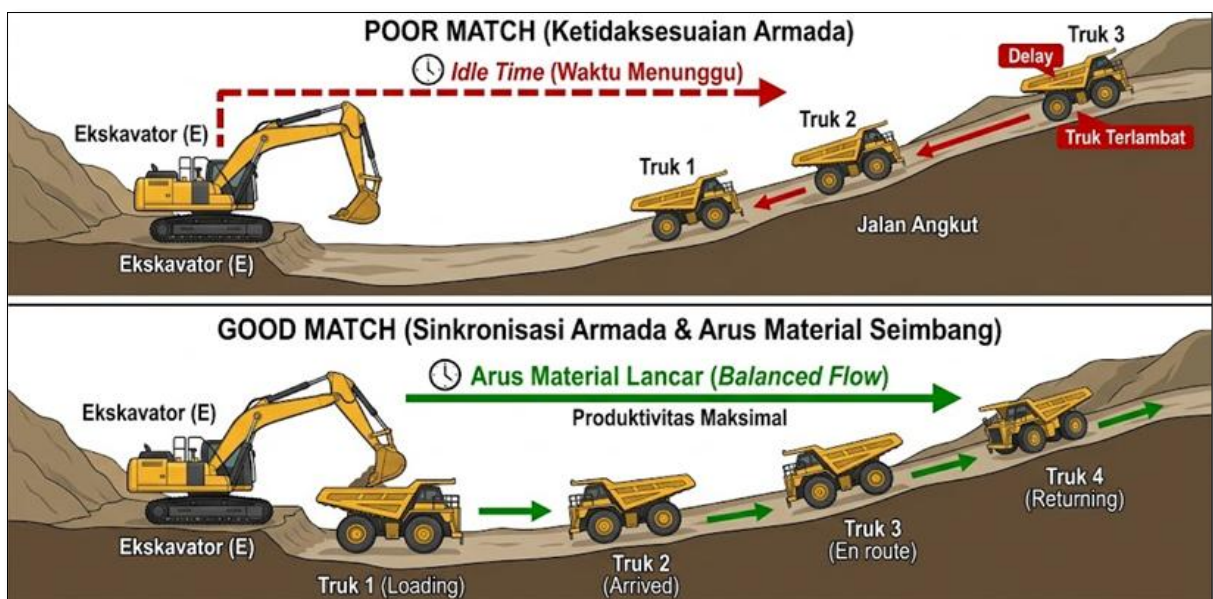 POOR MATCH (Ketidaksesuaian Armada)
Idle Time (Waktu Menunggu)
Ekskavator (E)
Ekskavator (E)
Truk 1
Truk 2
Truk 3
Delay
Truk Terlambat
Jalan Angkut
GOOD MATCH (Sinkronisasi Armada & Arus Material Seimbang)
Arus Material Lancar (Balanced Flow)
Produktivitas Maksimal
Ekskavator (E)
Ekskavator (E)
Truk 1 (Loading)
Truk 2
(Arrived)
Truk 3
(En route)
Truk 4
(Returning)